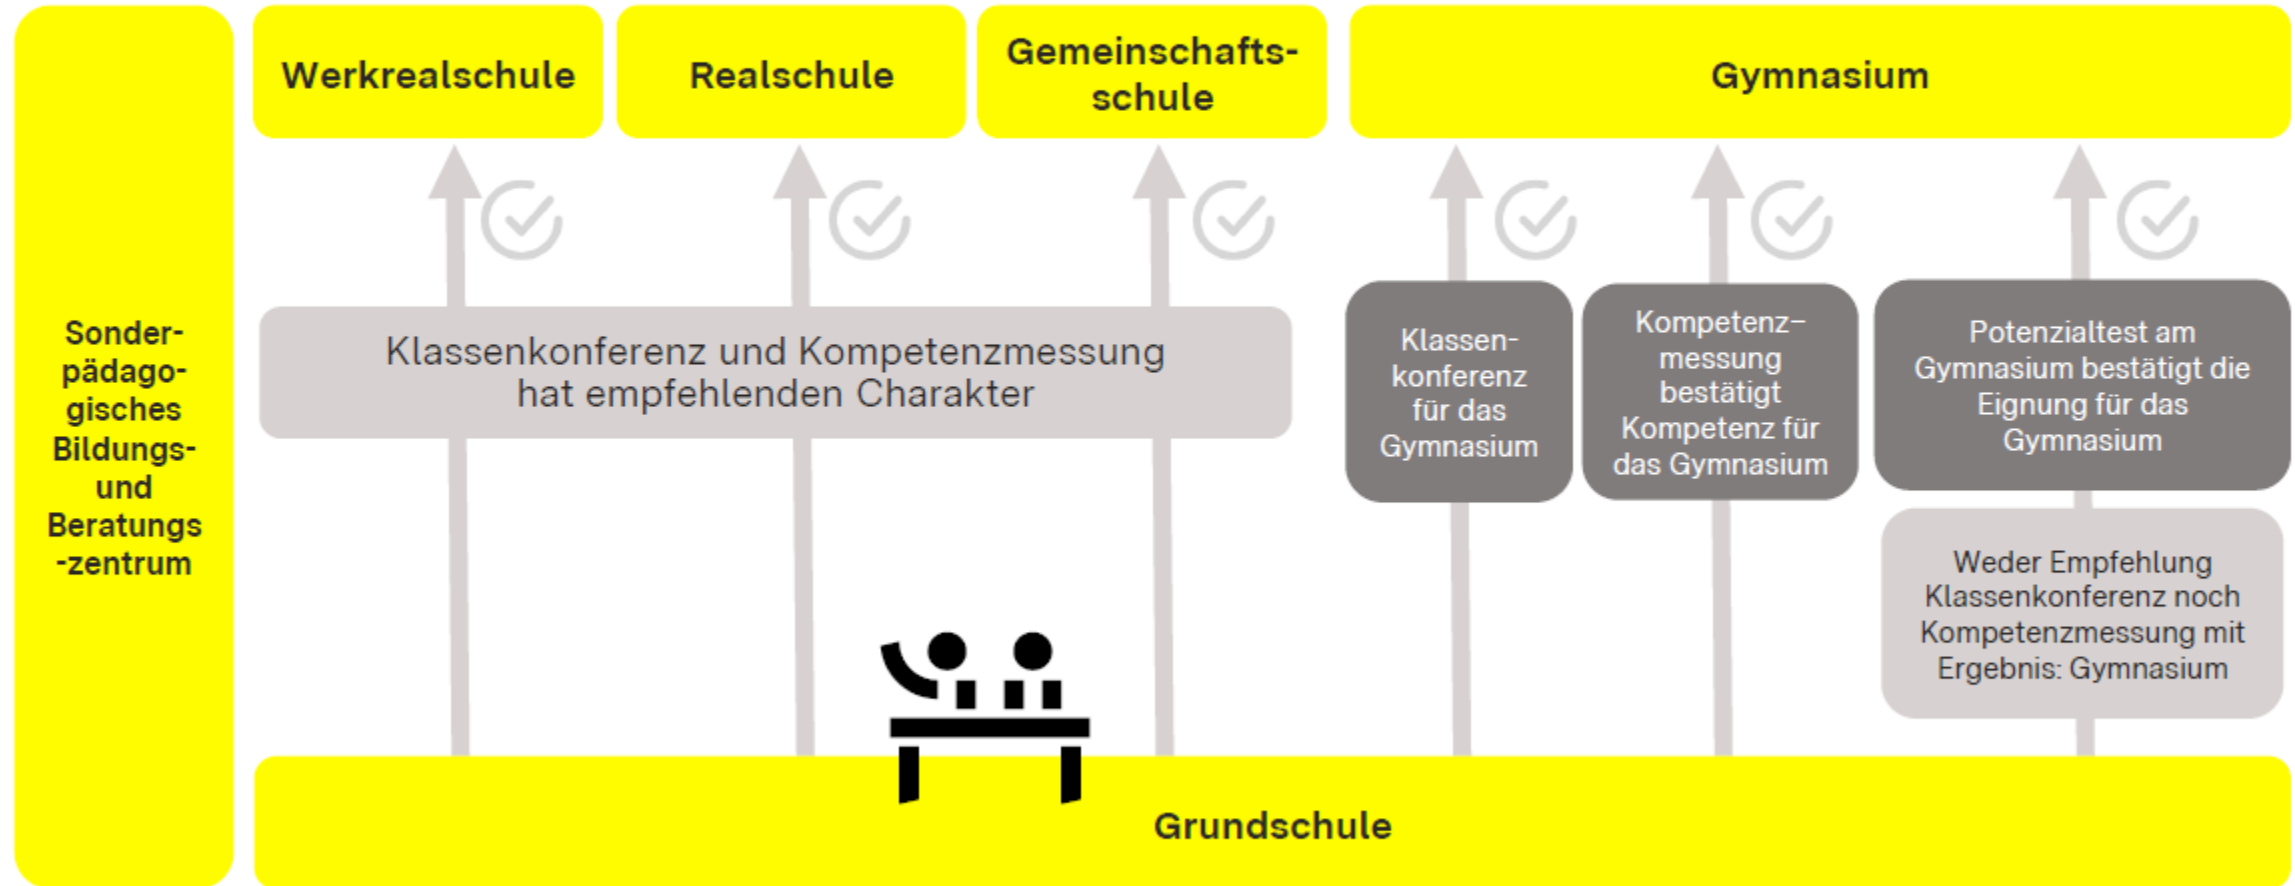 Sonder-
pädago-
gisches
Bildungs-
und
Beratungs
-zentrum
Werkrealschule
Realschule
Gemeinschafts-
schule
Gymnasium
Klassenkonferenz und Kompetenzmessung
hat empfehlenden Charakter
Klassen-
konferenz
für das
Gymnasium
Kompetenz–
messung
bestätigt
Kompetenz für
das Gymnasium
Potenzialtest am
Gymnasium bestätigt die
Eignung für das
Gymnasium
Weder Empfehlung
Klassenkonferenz noch
Kompetenzmessung mit
Ergebnis: Gymnasium
Grundschule